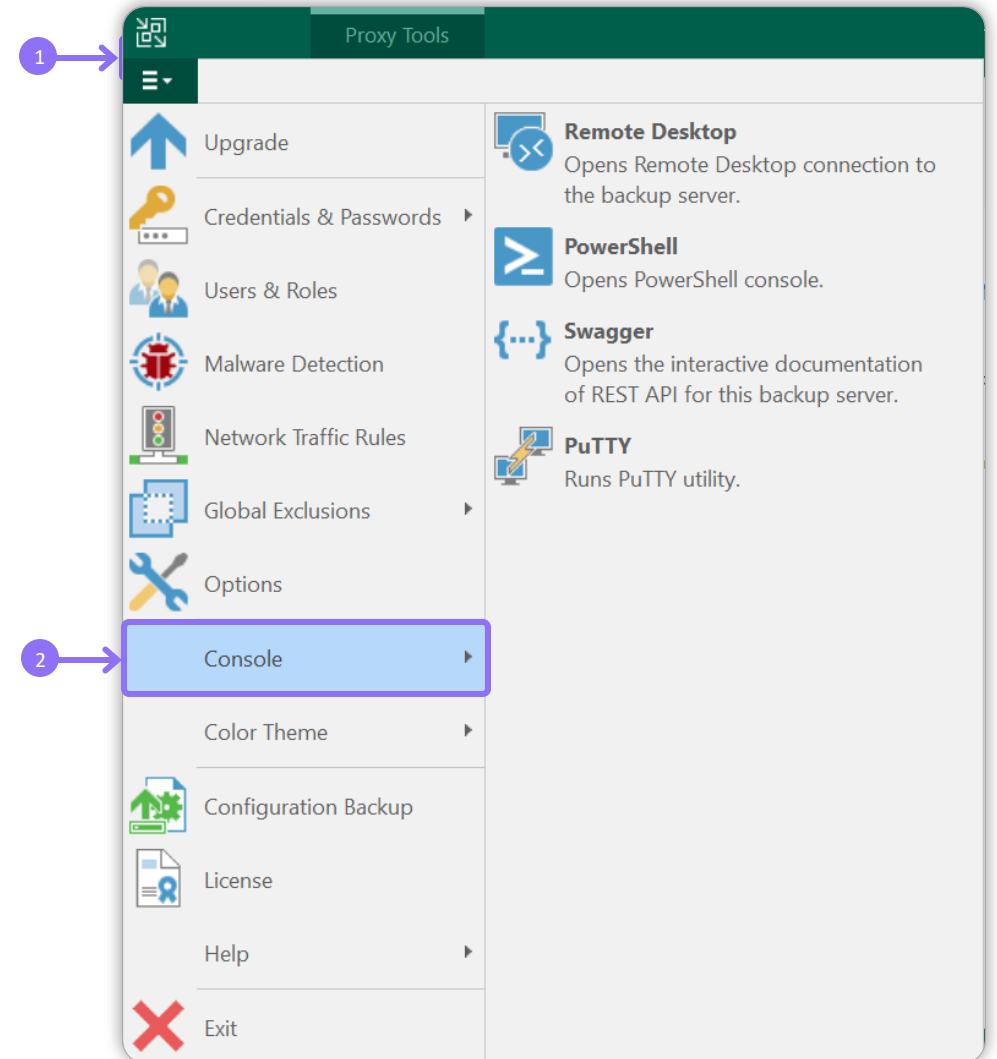 Proxy Tools
1
Upgrade
Credentials & Passwords
Users & Roles
Malware Detection
Network Traffic Rules
Global Exclusions
Options
2
Console
Color Theme
Configuration Backup
License
Help
Exit
Remote Desktop
Opens Remote Desktop connection to
the backup server.
PowerShell
Opens PowerShell console.
Swagger
Opens the interactive documentation
of REST API for this backup server.
PuTTY
Runs PuTTY utility.